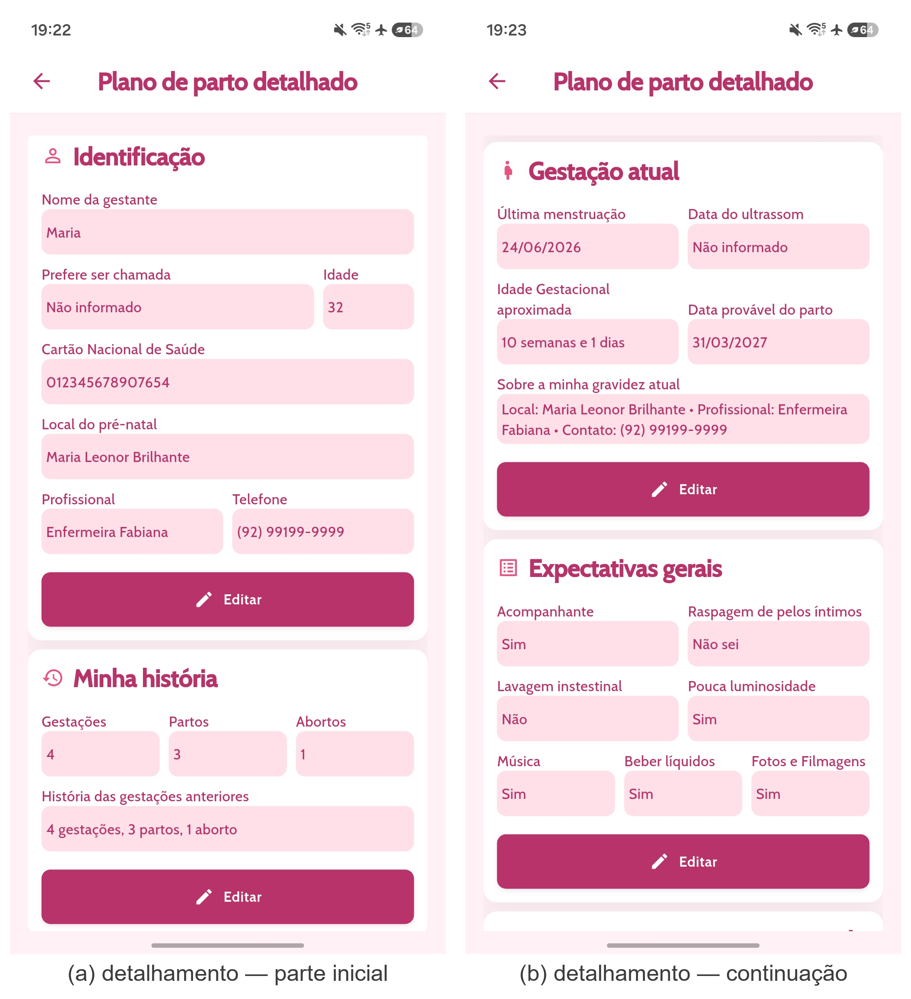 19:22
5 64
Plano de parto detalhado
Identificação
Nome da gestante
Maria
Prefere ser chamada Idade
Não informado 32
Cartão Nacional de Saúde
012345678907654
Local do pré-natal
Maria Leonor Brilhante
Profissional Telefone
Enfermeira Fabiana (92) 99199-9999
Editar
Minha história
Gestações Partos Abortos
4 3 1
História das gestações anteriores
4 gestações, 3 partos, 1 aborto
Editar
(a) detalhamento — parte inicial
19:23
5 64
Plano de parto detalhado
Gestação atual
Última menstruação Data do ultrassom
24/06/2026 Não informado
Idade Gestacional
aproximada Data provável do parto
10 semanas e 1 dias 31/03/2027
Sobre a minha gravidez atual
Local: Maria Leonor Brilhante • Profissional: Enfermeira
Fabiana • Contato: (92) 99199-9999
Editar
Expectativas gerais
Acompanhante Raspagem de pelos íntimos
Sim Não sei
Lavagem instestinal Pouca luminosidade
Não Sim
Música Beber líquidos Fotos e Filmagens
Sim Sim Sim
Editar
(b) detalhamento — continuação